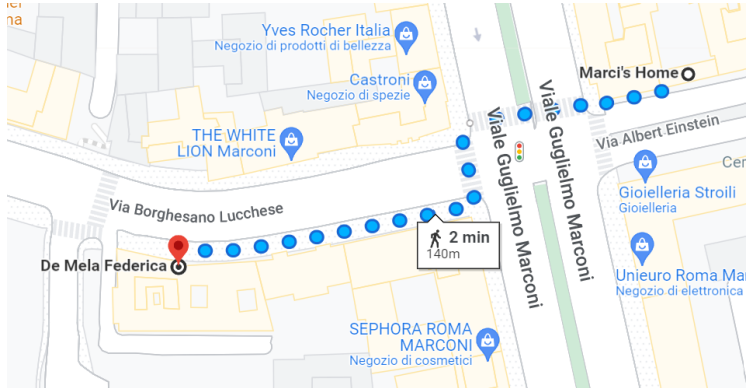 na
Yves Rocher Italia
Negozio di prodotti di bellezza
Castroni
Negozio di spezie
Marci's Home
THE WHITE
LION Marconi
Viale Guglielmo Marconi
Viale Guglielmo Marconi
Via Albert Einstein
Cer
Gioielleria Stroili
Gioielleria
Via Borghesano Lucchese
2 min
140m
De Mela Federica
Unieuro Roma Mar
Negozio di elettronica
SEPHORA ROMA
MARCONI
Negozio di cosmetici